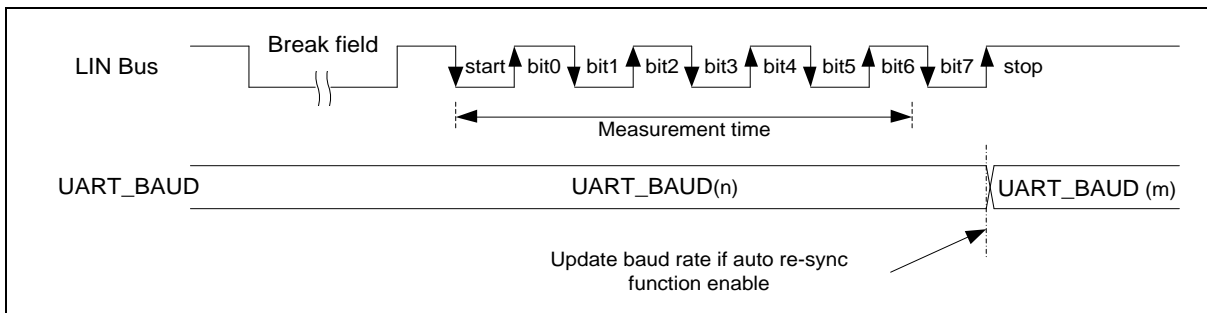 Break field
LIN Bus
start bit0 bit1 bit2 bit3 bit4 bit5 bit6 bit7 stop
Measurement time
UART_BAUD
UART_BAUD(n)
UART_BAUD (m)
Update baud rate if auto re-sync
function enable